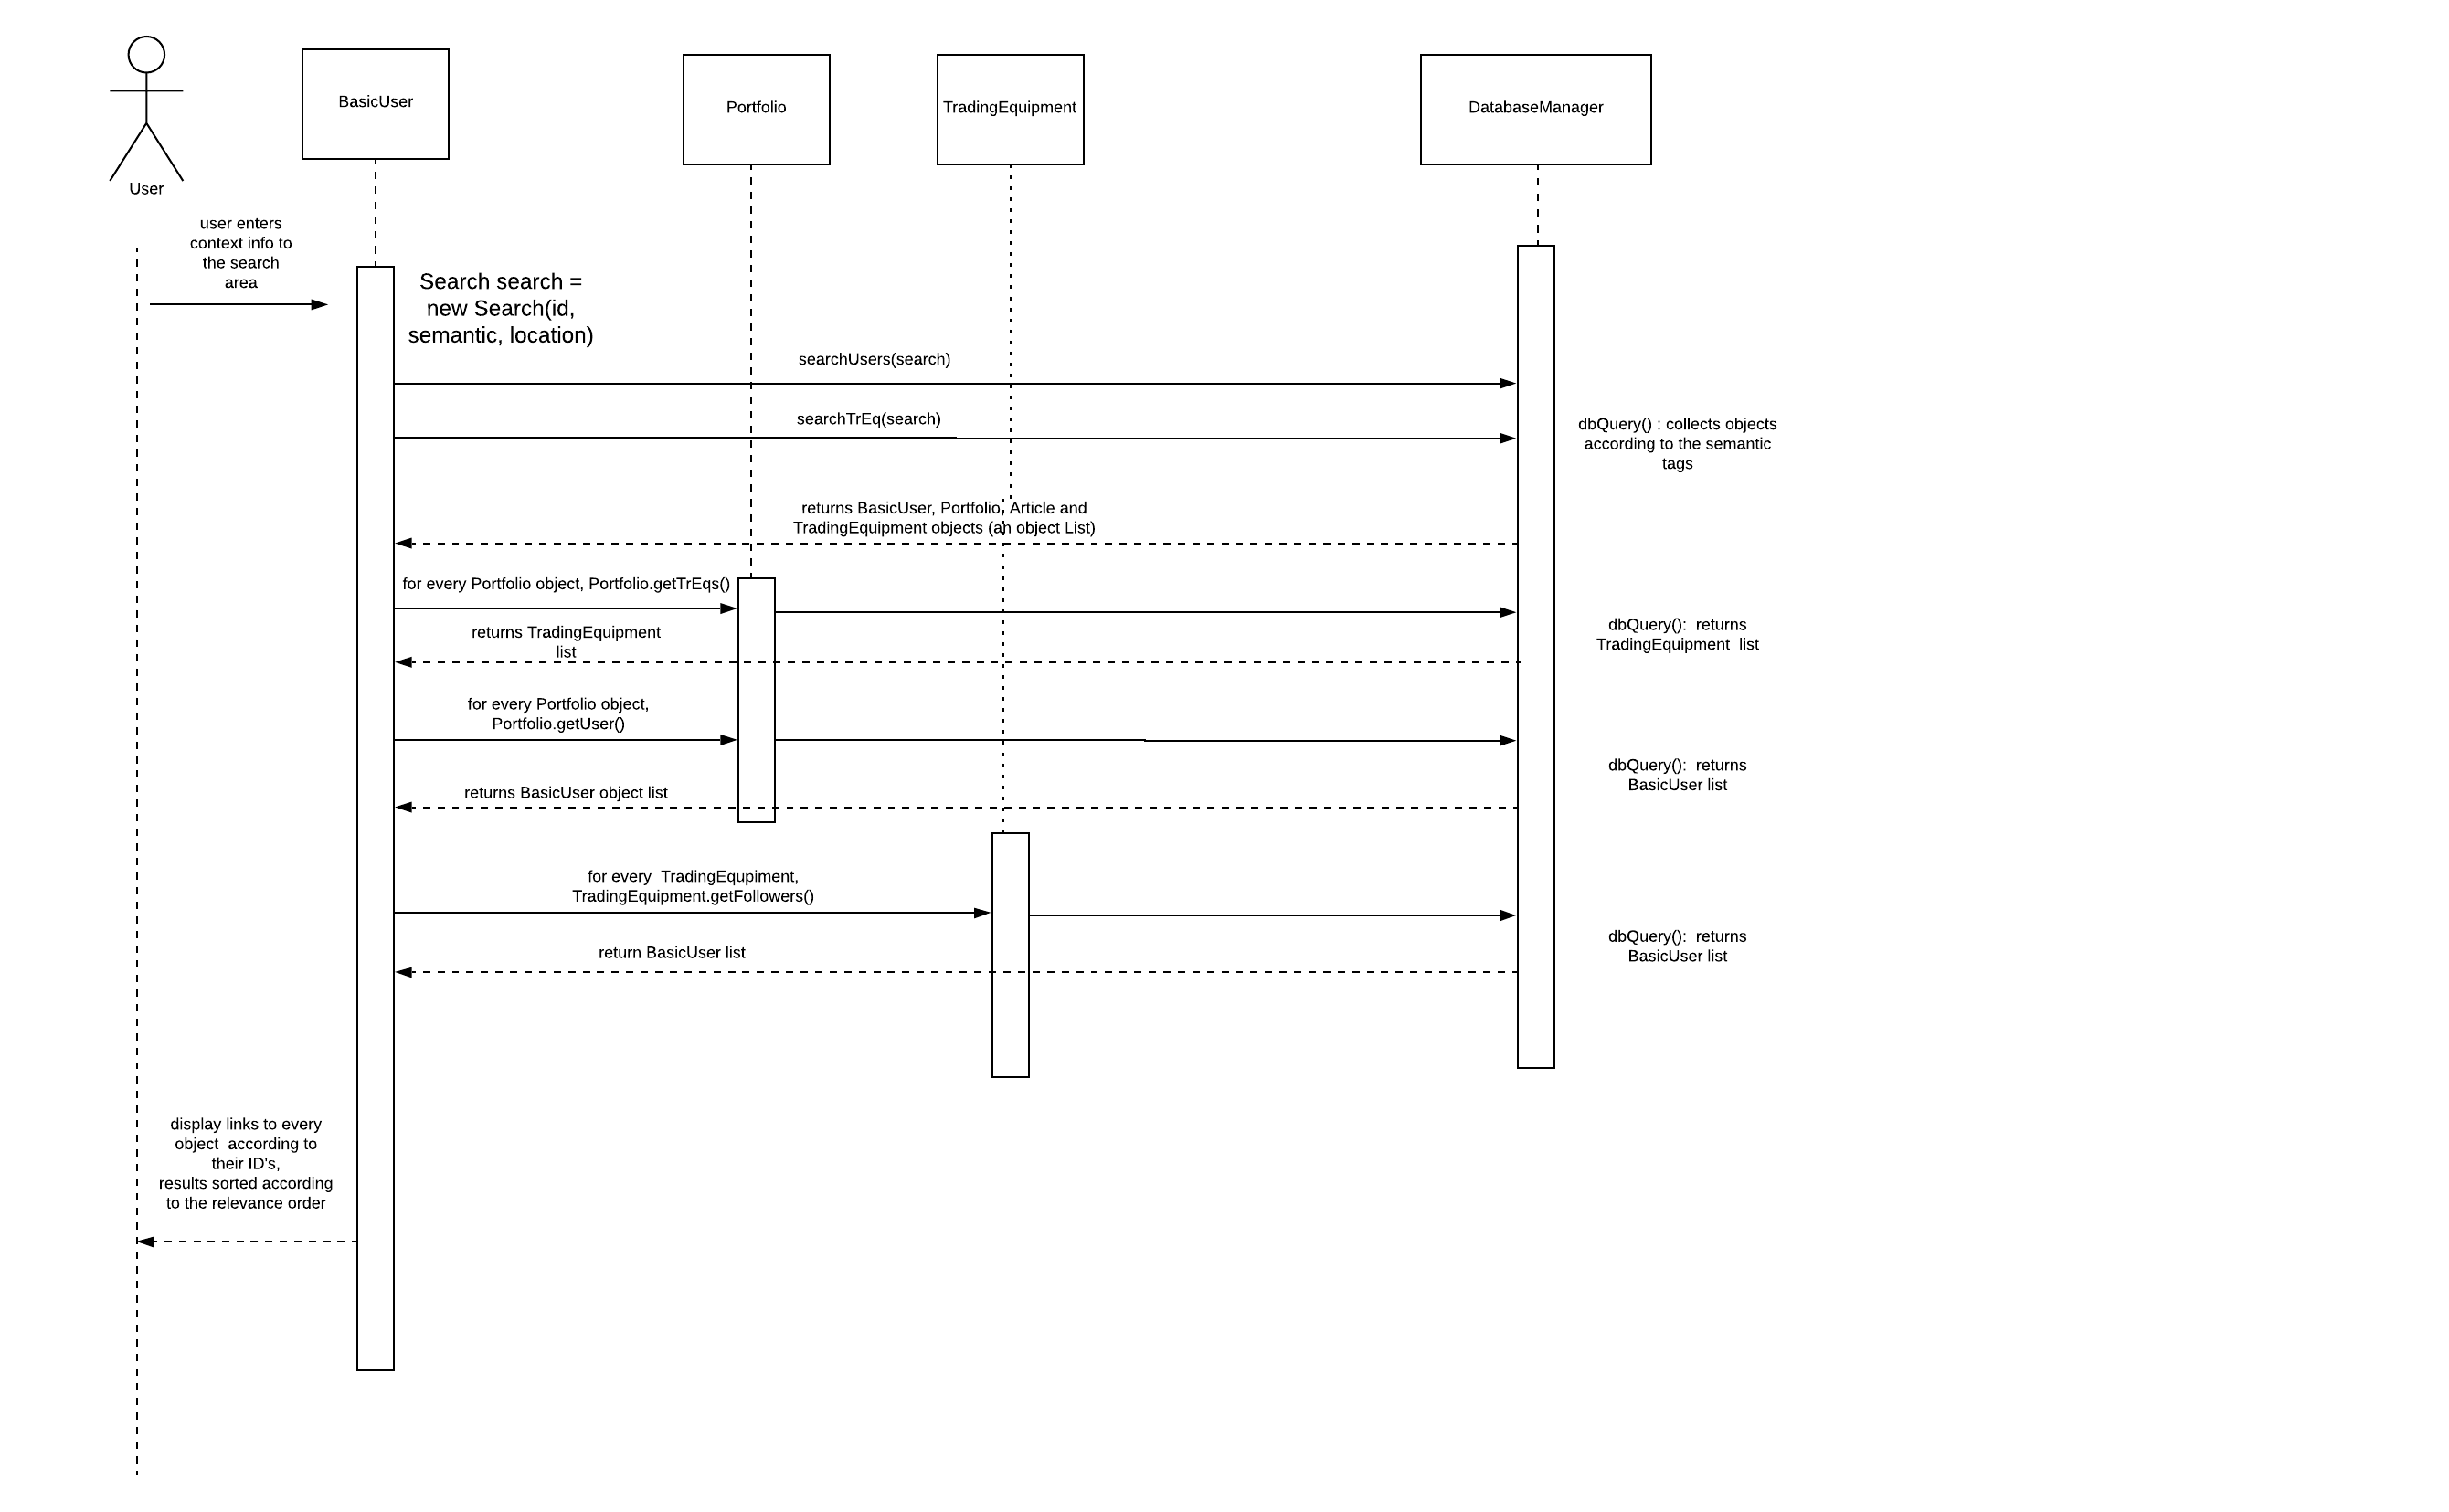 BasicUser
Portfolio
TradingEquipment
DatabaseManager
User
user enters
context info to
the search
area
Search search =
new Search(id,
semantic, location)
searchUsers(search)
searchTrEq(search)
dbQuery() : collects objects
according to the semantic
tags
returns BasicUser, Portfolio, Article and
TradingEquipment objects (an object List)
for every Portfolio object, Portfolio.getTrEqs()
returns TradingEquipment
list
dbQuery():  returns
TradingEquipment  list
for every Portfolio object,
Portfolio.getUser()
dbQuery():  returns
BasicUser list
returns BasicUser object list
for every  TradingEqupiment,
TradingEquipment.getFollowers()
dbQuery():  returns
BasicUser list
return BasicUser list
display links to every
object  according to
their ID's,
results sorted according
to the relevance order